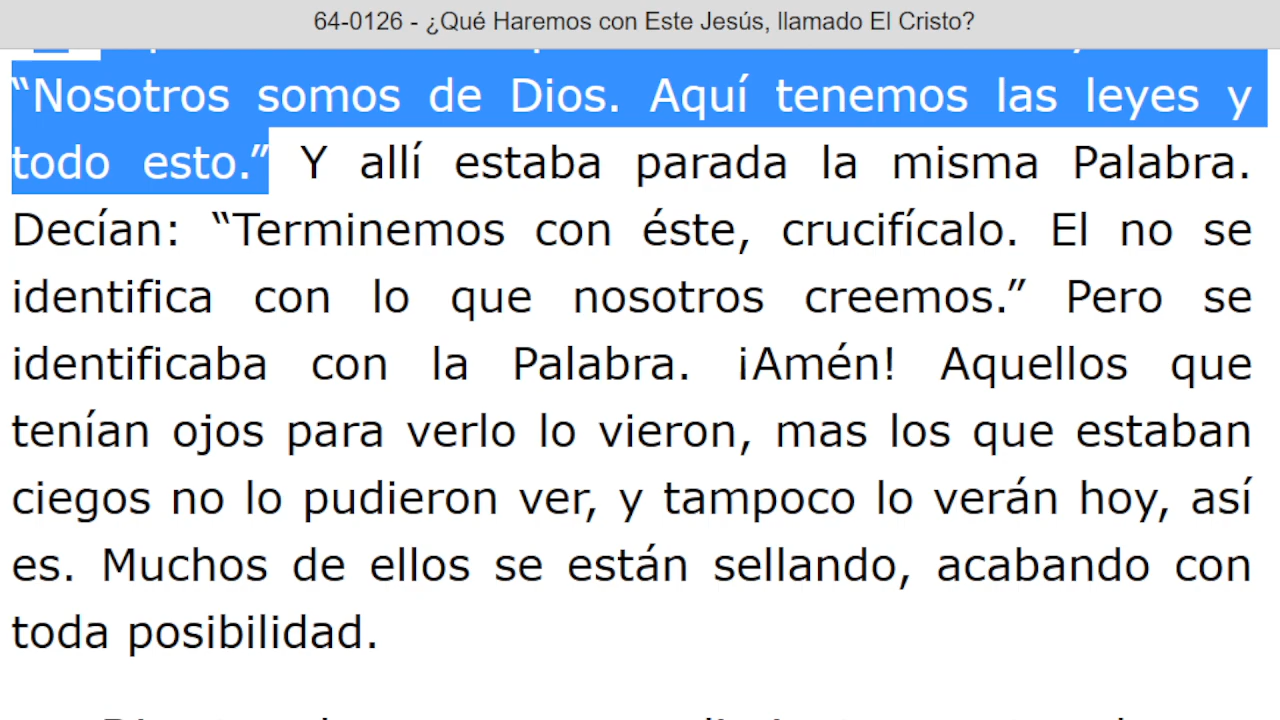 64-0126 - ¿Qué Haremos con Este Jesús, llamado El Cristo?
“Nosotros somos de Dios. Aquí tenemos las leyes y
todo esto.” Y allí estaba parada la misma Palabra.
Decían: “Terminemos con éste, crucifícalo. El no se
identifica con lo que nosotros creemos.” Pero se
identificaba con la Palabra. ¡Amén! Aquellos que
tenían ojos para verlo lo vieron, mas los que estaban
ciegos no lo pudieron ver, y tampoco lo verán hoy, así
es. Muchos de ellos se están sellando, acabando con
toda posibilidad.